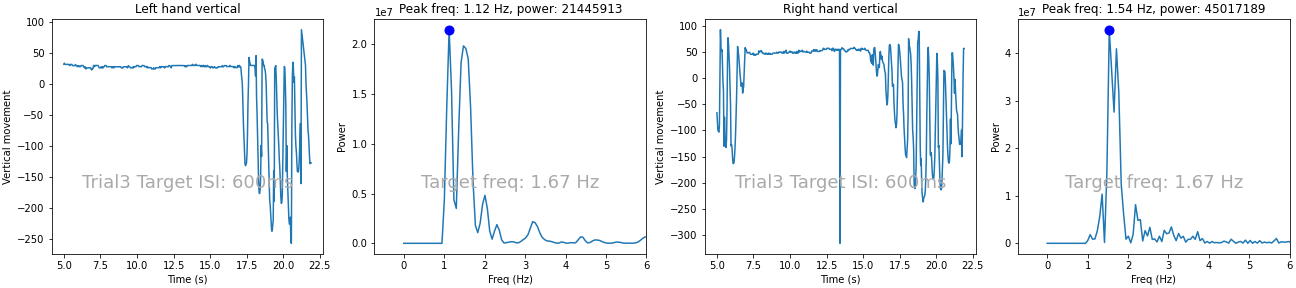 Left hand vertical
Vertical movement
100
50
0
−50
−100
−150
−200
−250
Trial3 Target ISI: 600ms
5.0 7.5 10.0 12.5 15.0 17.5 20.0 22.5
Time (s)
1e7 Peak freq: 1.12 Hz, power: 21445913
Power
2.0
1.5
1.0
0.5
0.0
Target freq: 1.67 Hz
0 1 2 3 4 5 6
Freq (Hz)
Right hand vertical
Vertical movement
100
50
0
−50
−100
−150
−200
−250
−300
Trial3 Target ISI: 600ms
5.0 7.5 10.0 12.5 15.0 17.5 20.0 22.5
Time (s)
1e7 Peak freq: 1.54 Hz, power: 45017189
Power
4
3
2
1
0
Target freq: 1.67 Hz
0 1 2 3 4 5 6
Freq (Hz)